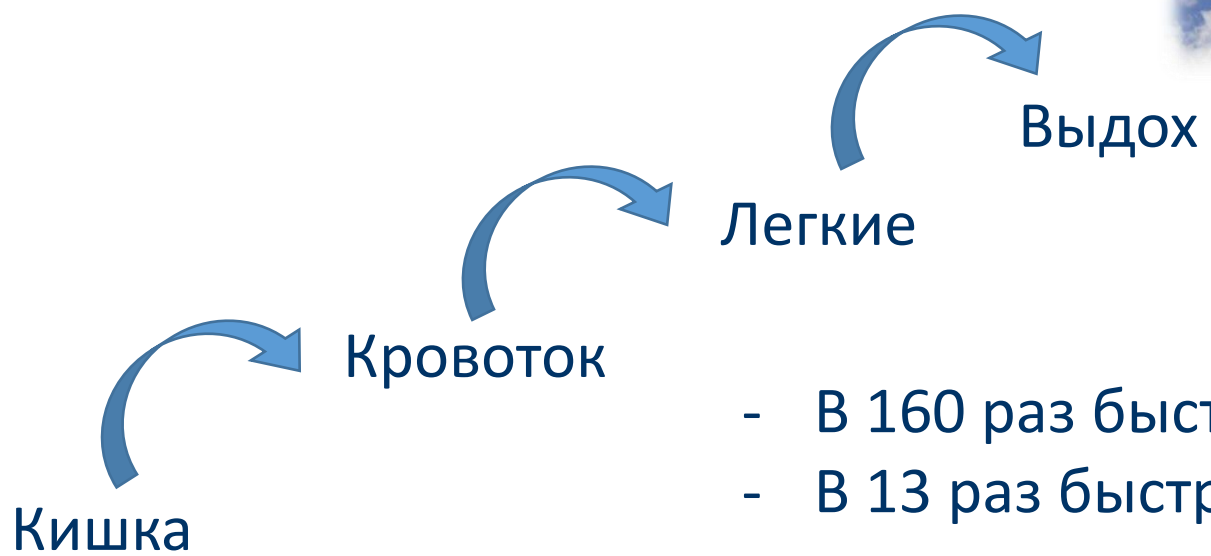 Выдох
Легкие
Кровоток
- В 160 раз
- В 13 раз
Кишка